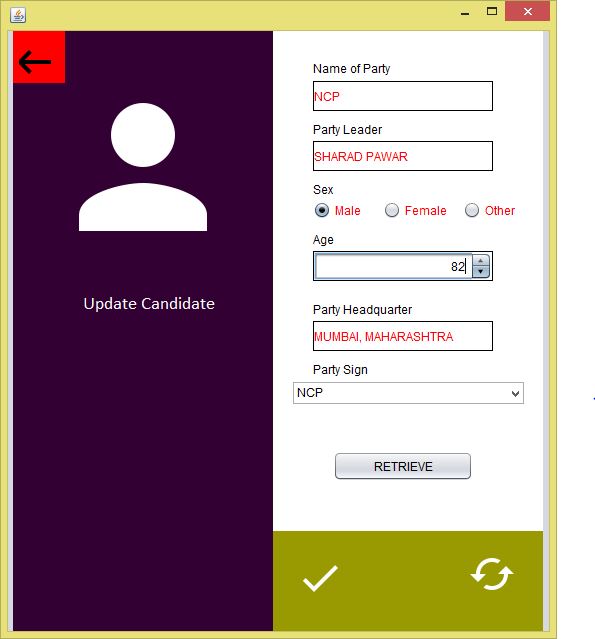 Update Candidate
Name of Party
NCP
Party Leader
SHARAD PAWAR
Sex
Male Female Other
Age
82
Party Headquarter
MUMBAI, MAHARASHTRA
Party Sign
NCP
RETRIEVE